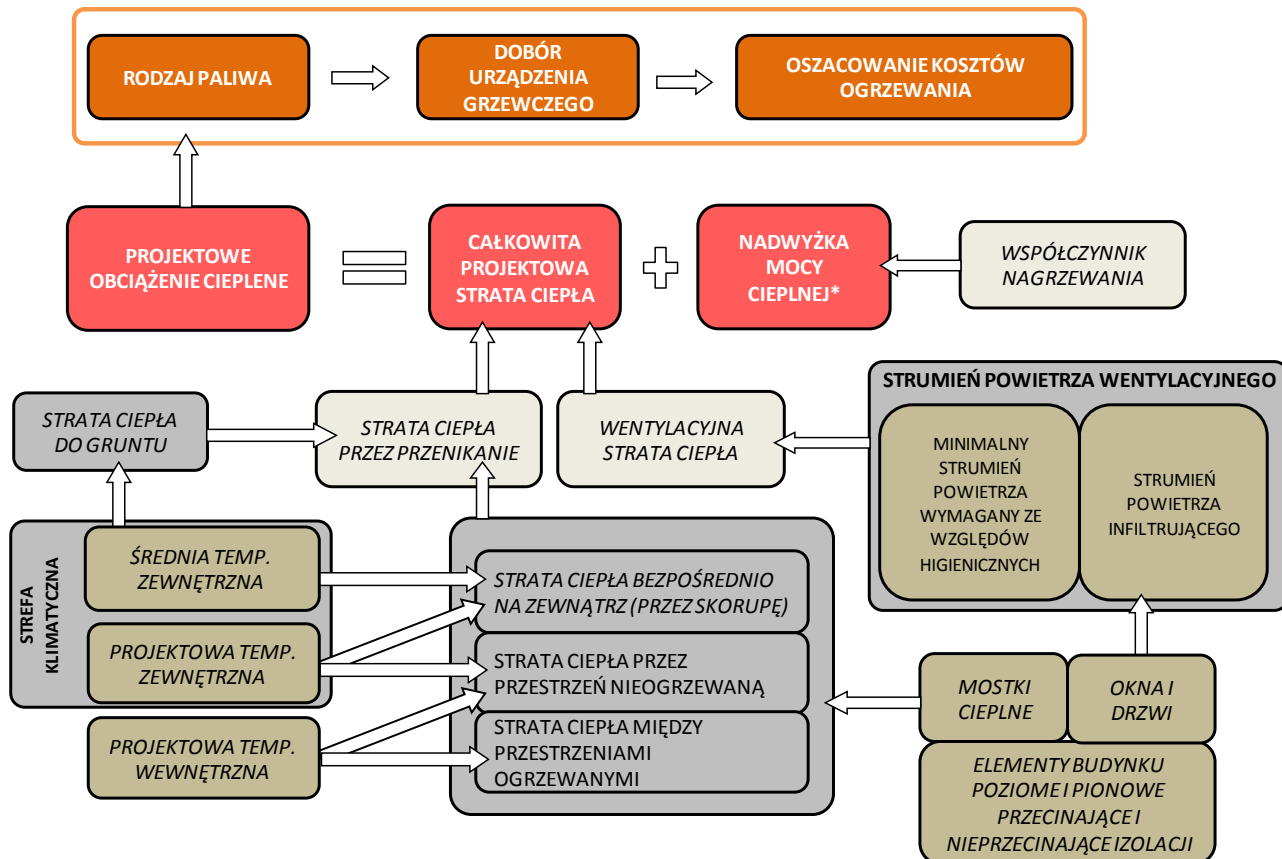 RODZAJ PALIWA
DOBÓR
URZĄDZENIA
GRZEWCZEGO
OSZACOWANIE KOSZTÓW
OGRZEWANIA
PROJEKTOWE
OBCIĄŻENIE CIEPLENE
CAŁKOWITA
PROJEKTOWA
STRATA CIEPŁA
NADWYŻKA
MOCY
CIEPLNEJ*
WSPÓŁCZYNNIK
NAGRZEWANIA
STRATA CIEPŁA
DO GRUNTU
STRATA CIEPŁA
PRZEZ PRZENIKANIE
WENTYLACYJNA
STRATA CIEPŁA
STRUMIEŃ POWIETRZA WENTYLACYJNEGO
MINIMALNY
STRUMIEŃ
POWIETRZA
WYMAGANY ZE
WZGLĘDÓW
HIGIENICZNYCH
STRUMIEŃ
POWIETRZA
INFILTRUJĄCEGO
STREFA
KLIMATYCZNA
ŚREDNIA TEMP.
ZEWNĘTRZNA
PROJEKTOWA TEMP.
ZEWNĘTRZNA
PROJEKTOWA TEMP.
WEWNĘTRZNA
STRATA CIEPŁA BEZPOŚREDNIO
NA ZEWNĄTRZ (PRZEZ SKORUPĘ)
STRATA CIEPŁA PRZEZ
PRZESTRZEŃ NIEOGRZEWANĄ
STRATA CIEPŁA MIĘDZY
PRZESTRZENIAMI
OGRZEWANYMI
MOSTKI
CIEPLNE
OKNA I
DRZWI
ELEMENTY BUDYNKU
POZIOME I PIONOWE
PRZECINAJĄCE I
NIEPRZECINAJĄCE IZOLACJI